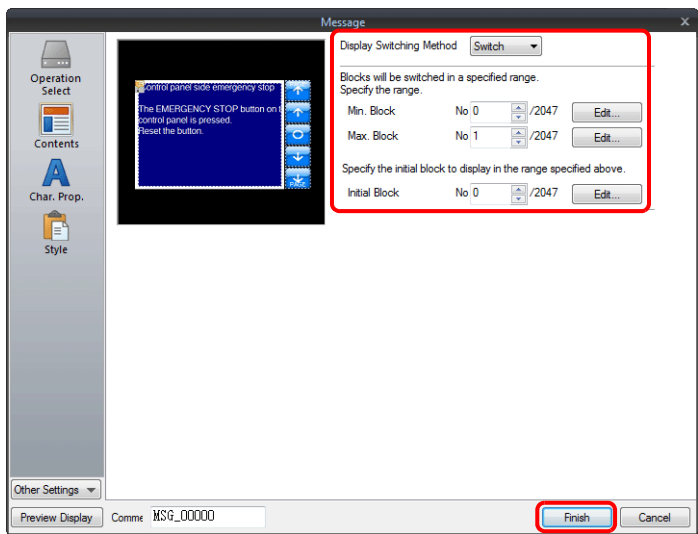 Message
x
Operation
Select
Contents
Char. Prop.
Style
Control panel side emergency stop
The EMERGENCY STOP button on t
control panel is pressed.
Reset the button.
PAGE
Display Switching Method Switch
Blocks will be switched in a specified range.
Specify the range.
Min. Block No 0 /2047 Edit...
Max. Block No 1 /2047 Edit...
Specify the initial block to display in the range specified above.
Initial Block No 0 /2047 Edit...
Other Settings
Preview Display Comme MSG_00000 Finish Cancel